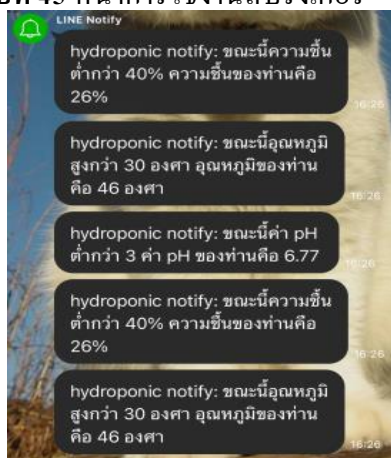 LINE Notify
hydroponic notify: ขณะนี้ความชื้น
ต่ำกว่า 40% ความชื้นของท่านคือ
26%
16:26
hydroponic notify: ขณะนี้อุณหภูมิ
สูงกว่า 30 องศา อุณหภูมิของท่าน
คือ 46 องศา
16:26
hydroponic notify: ขณะนี้ค่า pH
ต่ำกว่า 3 ค่า pH ของท่านคือ 6.77
16:26
hydroponic notify: ขณะนี้ความชื้น
ต่ำกว่า 40% ความชื้นของท่านคือ
26%
16:26
hydroponic notify: ขณะนี้อุณหภูมิ
สูงกว่า 30 องศา อุณหภูมิของท่าน
คือ 46 องศา
16:26